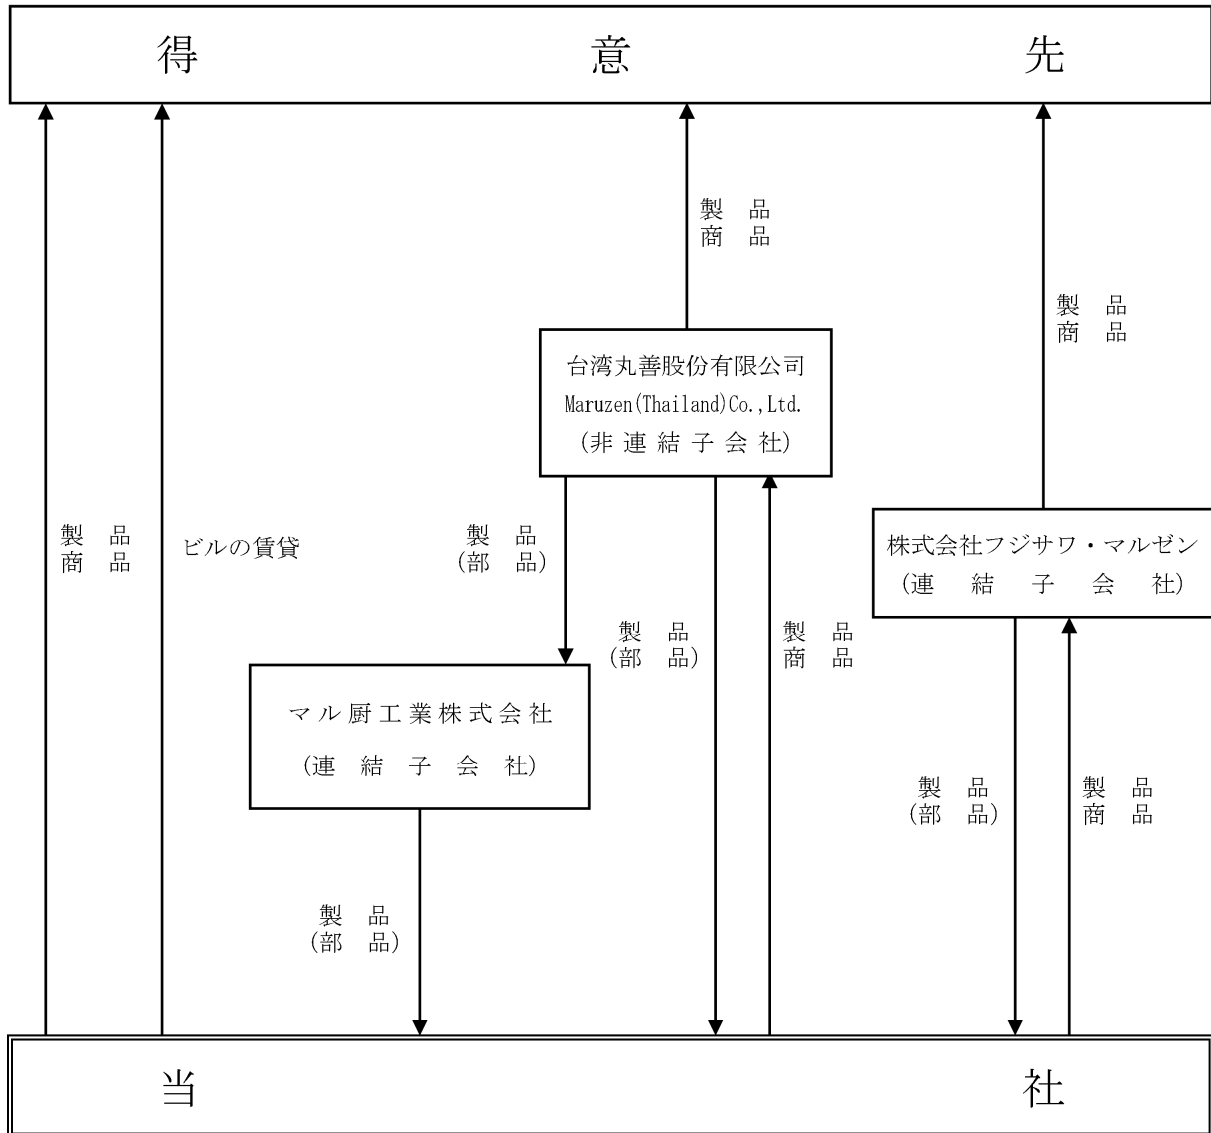 得意先
製品
商品
製品
商品
台湾丸善股份有限公司
Maruzen(Thailand)Co.,Ltd.
(非連結子会社)
製品
商品
ビルの賃貸
製品
(部品)
株式会社フジサワ・マルゼン
(連結子会社)
製品
(部品)
製品
商品
マル厨工業株式会社
(連結子会社)
製品
(部品)
製品
商品
製品
(部品)
当社